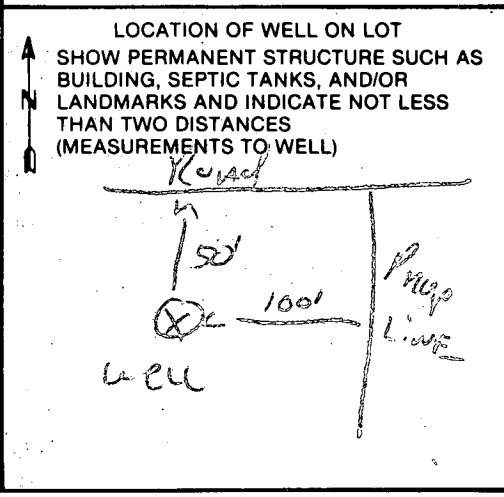 LOCATION OF WELL ON LOT
SHOW PERMANENT STRUCTURE SUCH AS
BUILDING, SEPTIC TANKS, AND/OR
N LANDMARKS AND INDICATE NOT LESS
THAN TWO DISTANCES
(MEASUREMENTS TO WELL)
Road
50'
100'
X
Prop
Line
well